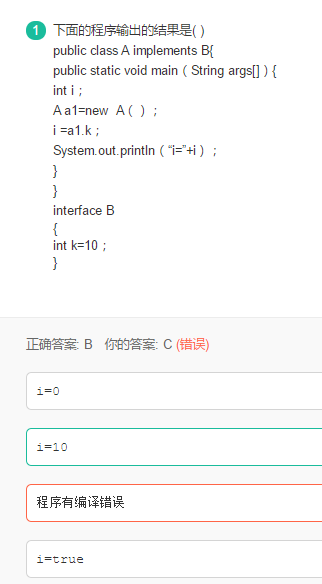 1 下面的程序输出的结果是( )
public class A implements B{
public static void main（String args[]）{
int i；
A a1=new  A（ ）；
i =a1.k；
System.out.println（“i=”+i）；
}
}
interface B
{
int k=10；
}
正确答案: B   你的答案: C (错误)
i=0
i=10
程序有编译错误
i=true